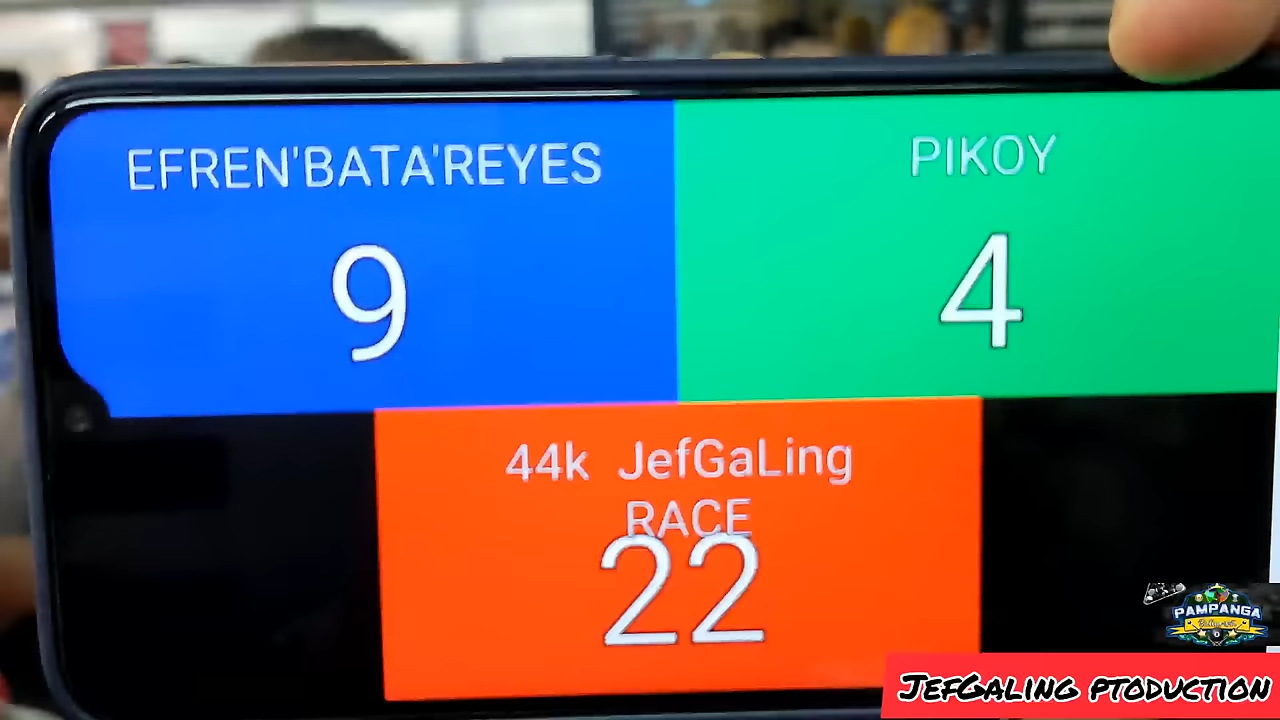 EFREN'BATA'REYES
9
PIKOY
4
44k JefGaLing
RACE
22
PAMPANGA
JEFGALING PTODUCTION